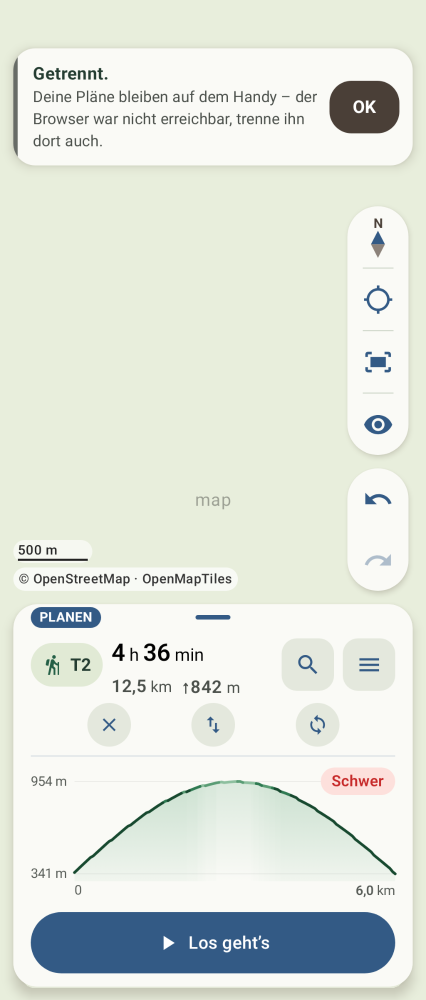 Getrennt.
Deine Pläne bleiben auf dem Handy – der
Browser war nicht erreichbar, trenne ihn
dort auch.
OK
N
map
500 m
© OpenStreetMap · OpenMapTiles
PLANEN
T2
4 h 36 min
12,5 km ↑842 m
954 m
Schwer
341 m
0
6,0 km
Los geht's